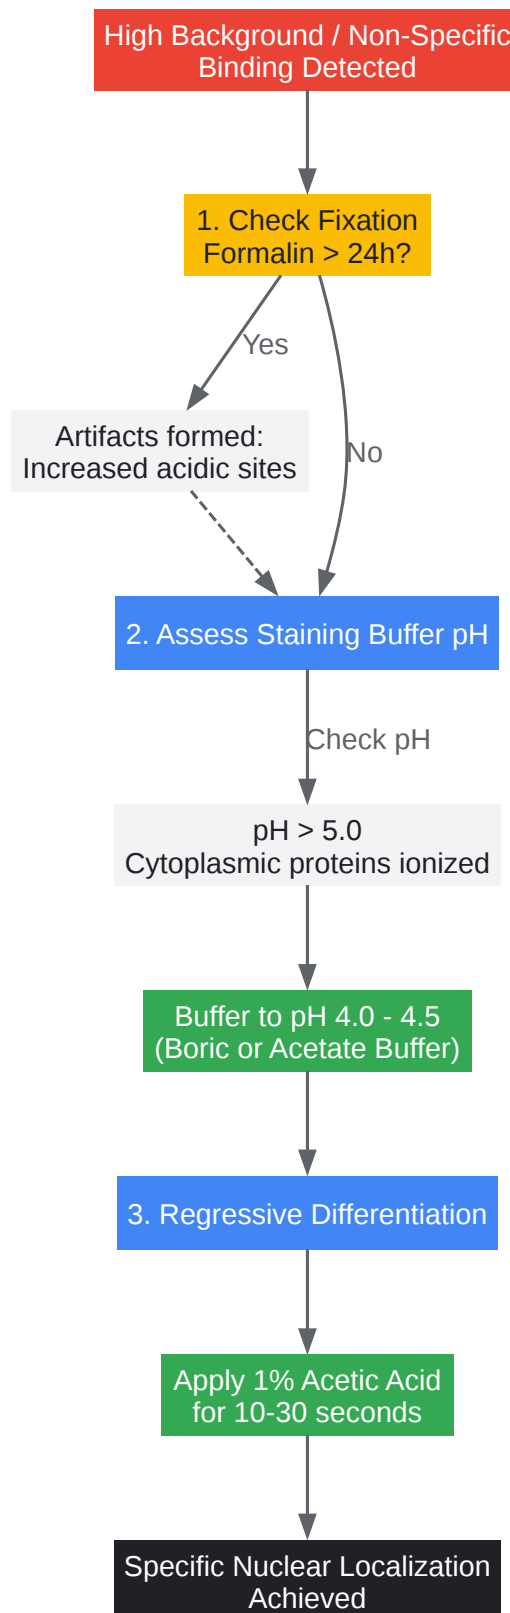 High Background / Non-Specific
Binding Detected
1. Check Fixation
Formalin > 24h?
Yes
Artifacts formed:
Increased acidic sites
No
2. Assess Staining Buffer pH
Check pH
pH > 5.0
Cytoplasmic proteins ionized
Buffer to pH 4.0 - 4.5
(Boric or Acetate Buffer)
3. Regressive Differentiation
Apply 1% Acetic Acid
for 10-30 seconds
Specific Nuclear Localization
Achieved